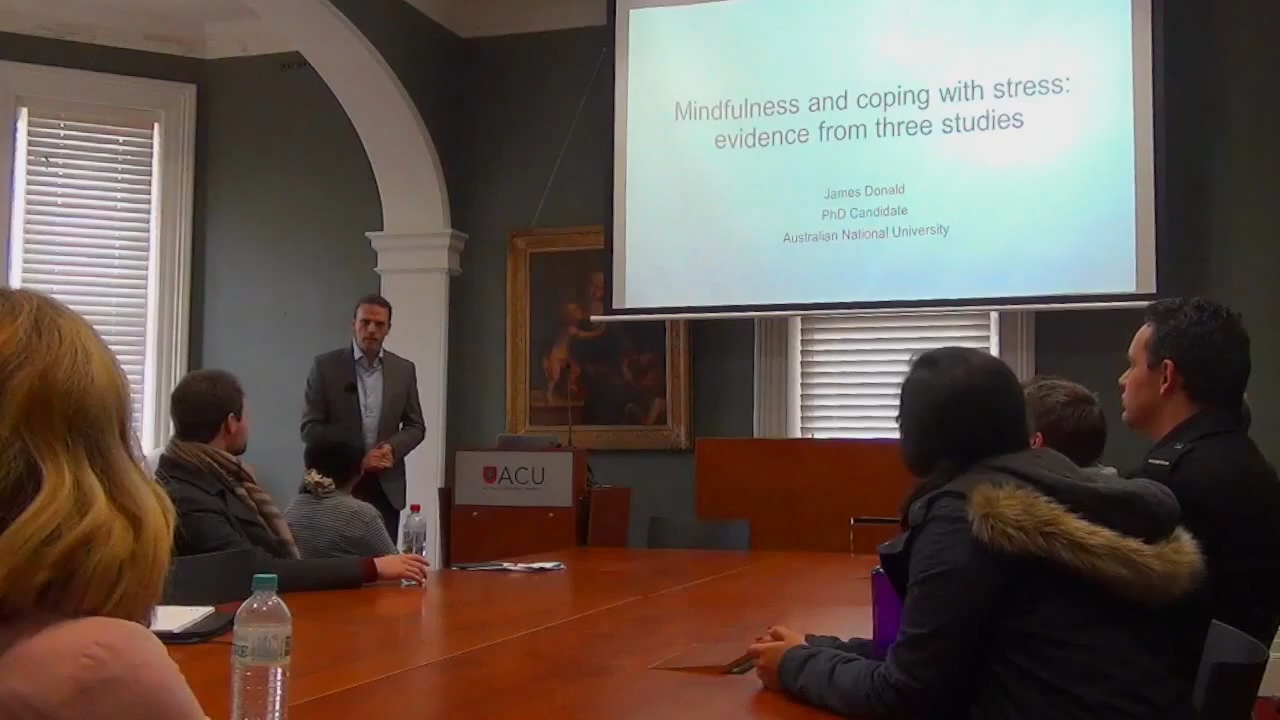 Mindfulness and coping with stress:
evidence from three studies
James Donald
PhD Candidate
Australian National University
ACU